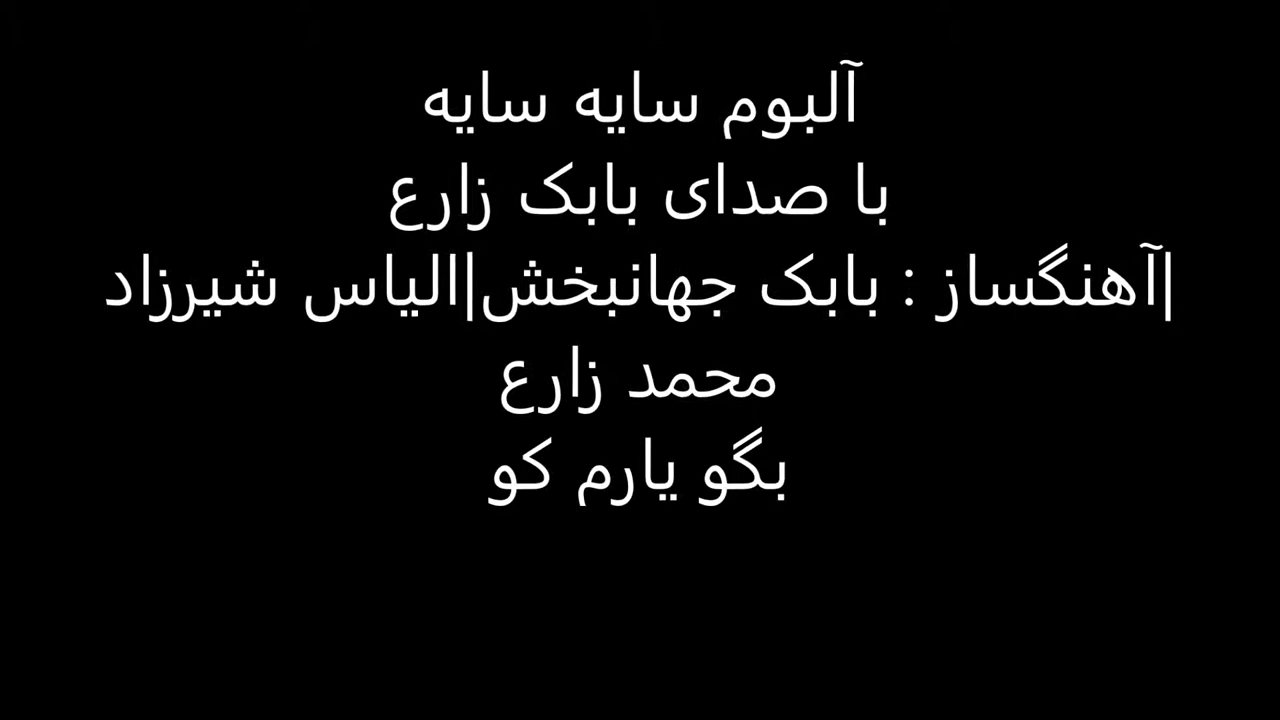 آلبوم سایه سایه
با صدای بابک زارع
|آهنگساز : بابک جهانبخش|الیاس شیرزاد
محمد زارع
بگو یارم کو